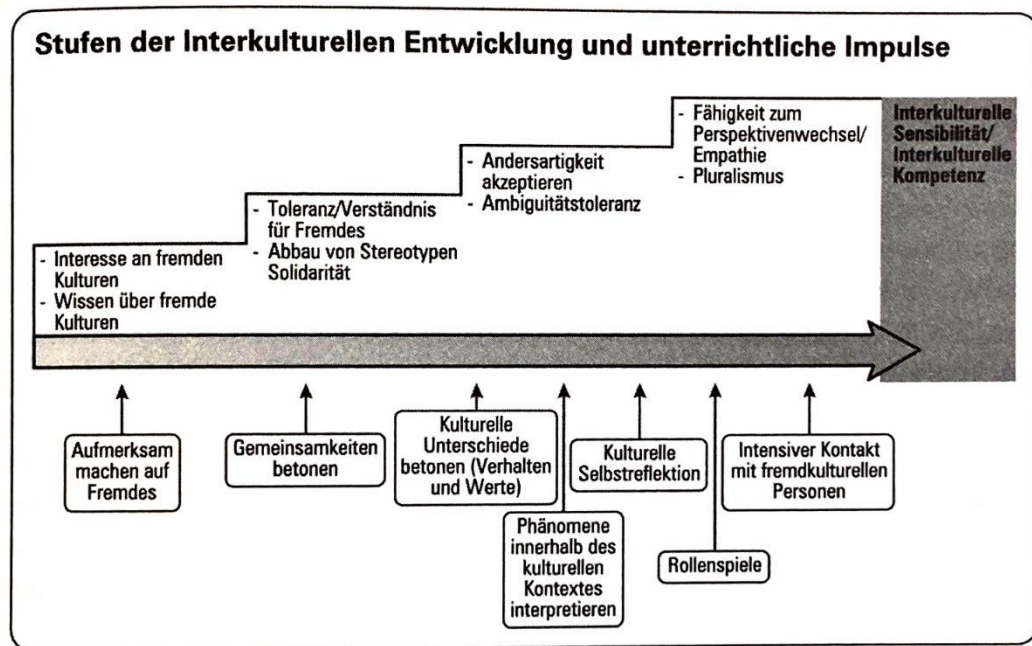 Stufen der Interkulturellen Entwicklung und unterrichtliche Impulse
- Interesse an fremden
Kulturen
- Wissen über fremde
Kulturen
- Toleranz/Verständnis
für Fremdes
- Abbau von Stereotypen
Solidarität
- Andersartigkeit
akzeptieren
- Ambiguitätstoleranz
- Fähigkeit zum
Perspektivenwechsel/
Empathie
- Pluralismus
Interkulturelle
Sensibilität/
Interkulturelle
Kompetenz
Aufmerksam
machen auf
Fremdes
Gemeinsamkeiten
betonen
Kulturelle
Unterschiede
betonen (Verhalten
und Werte)
Phänomene
innerhalb des
kulturellen
Kontextes
interpretieren
Kulturelle
Selbstreflektion
Rollenspiele
Intensiver Kontakt
mit fremdkulturellen
Personen